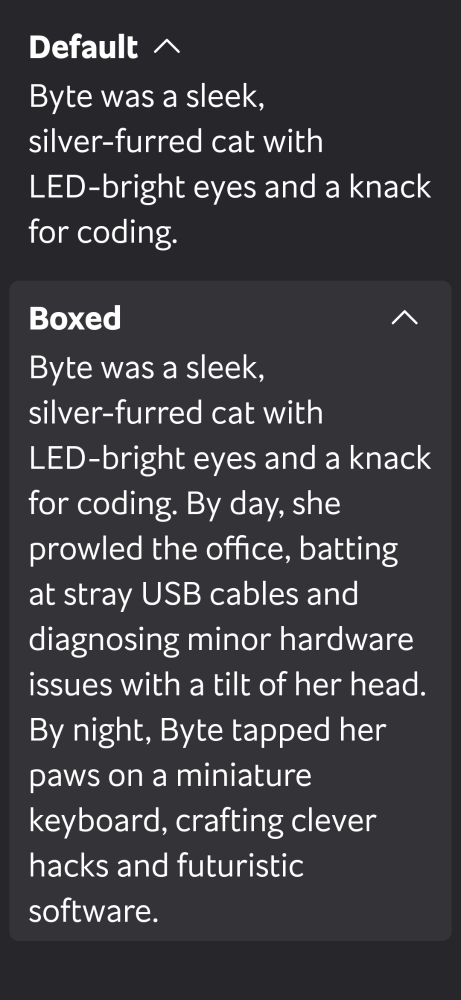 Default
Byte was a sleek,
silver-furred cat with
LED-bright eyes and a knack
for coding.
Boxed
Byte was a sleek,
silver-furred cat with
LED-bright eyes and a knack
for coding. By day, she
prowled the office, batting
at stray USB cables and
diagnosing minor hardware
issues with a tilt of her head.
By night, Byte tapped her
paws on a miniature
keyboard, crafting clever
hacks and futuristic
software.